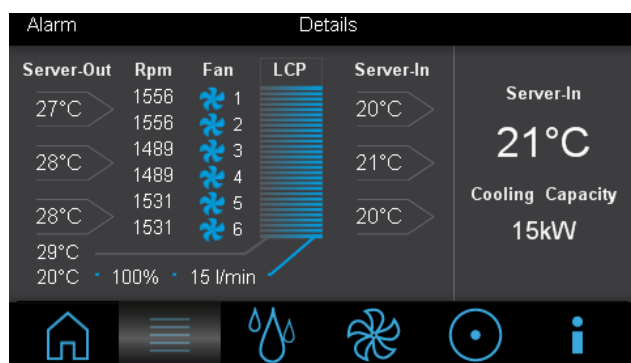 Alarm Details
Server-Out Rpm Fan LCP Server-In
27°C 1556 1 20°C
1556 2
28°C 1489 3 21°C
1489 4
28°C 1531 5 20°C
1531 6
29°C
20°C · 100% · 15 l/min
Server-In
21°C
Cooling Capacity
15kW
i